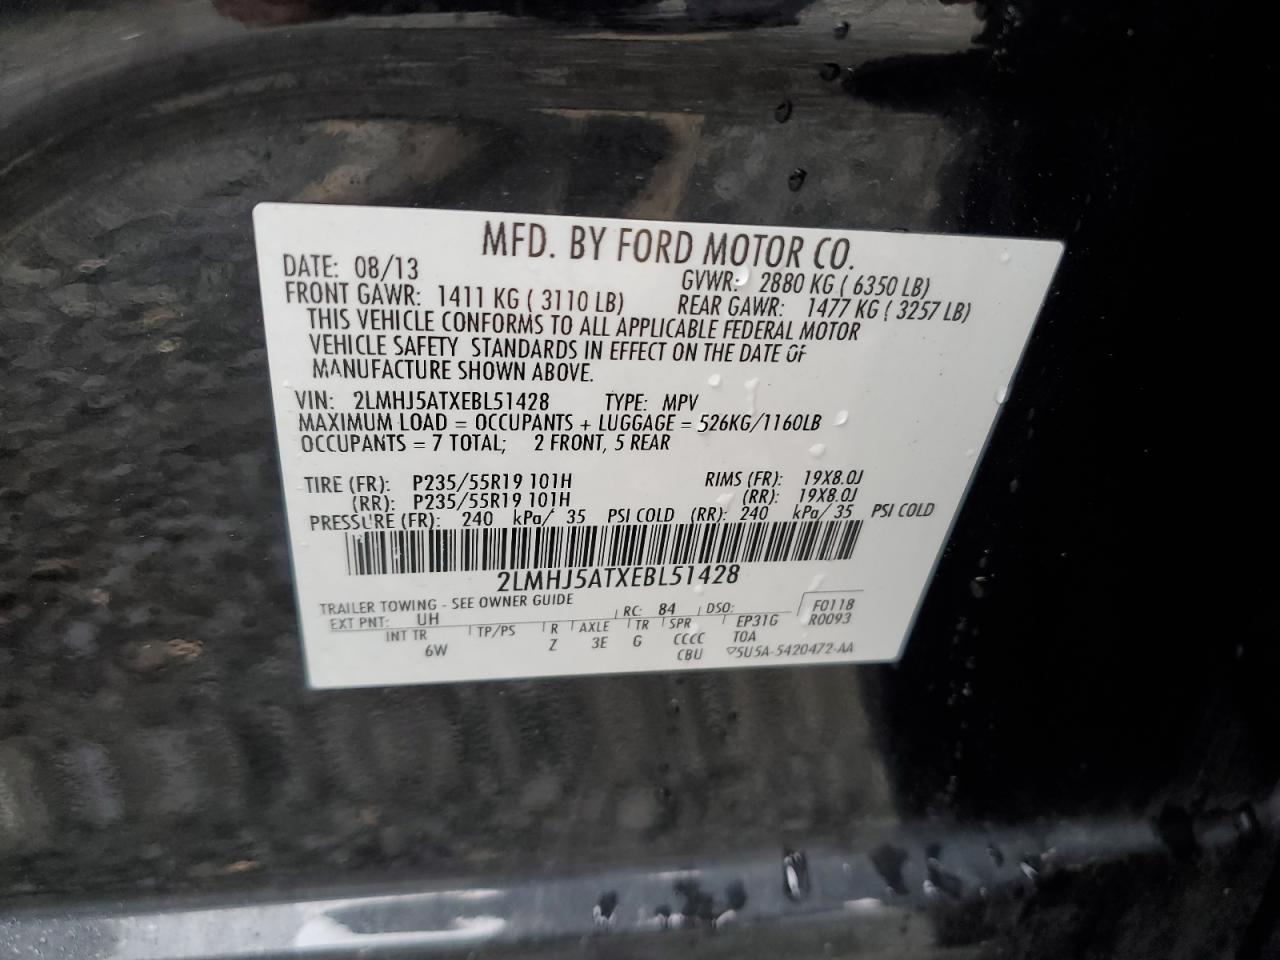 MFD. BY FORD MOTOR CO.
DATE: 08/13 GVWR: 2880 KG ( 6350 LB)
FRONT GAWR: 1411 KG ( 3110 LB) REAR GAWR: 1477 KG ( 3257 LB)
THIS VEHICLE CONFORMS TO ALL APPLICABLE FEDERAL MOTOR
VEHICLE SAFETY STANDARDS IN EFFECT ON THE DATE OF
MANUFACTURE SHOWN ABOVE.
VIN: 2LMHJ5ATXEBL51428 TYPE: MPV
MAXIMUM LOAD = OCCUPANTS + LUGGAGE = 526KG/1160LB
OCCUPANTS = 7 TOTAL; 2 FRONT, 5 REAR
TIRE (FR): P235/55R19 101H RIMS (FR): 19X8.0J
(RR): P235/55R19 101H (RR): 19X8.0J
PRESSURE (FR): 240 kPa/ 35 PSI COLD (RR): 240 kPa/ 35 PSI COLD
2LMHJ5ATXEBL51428
TRAILER TOWING - SEE OWNER GUIDE RC: 84 DSO: F0118
EXT PNT: UH R0093
INT TR TP/PS R AXLE TR SPR EP31G
6W Z 3E G CCCC T0A
CBU ▽5U5A-5420472-AA